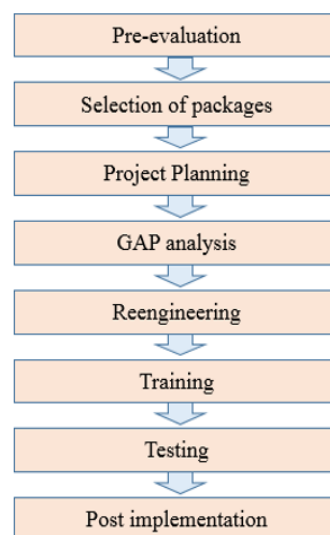 Pre-evaluation
Selection of packages
Project Planning
GAP analysis
Reengineering
Training
Testing
Post implementation